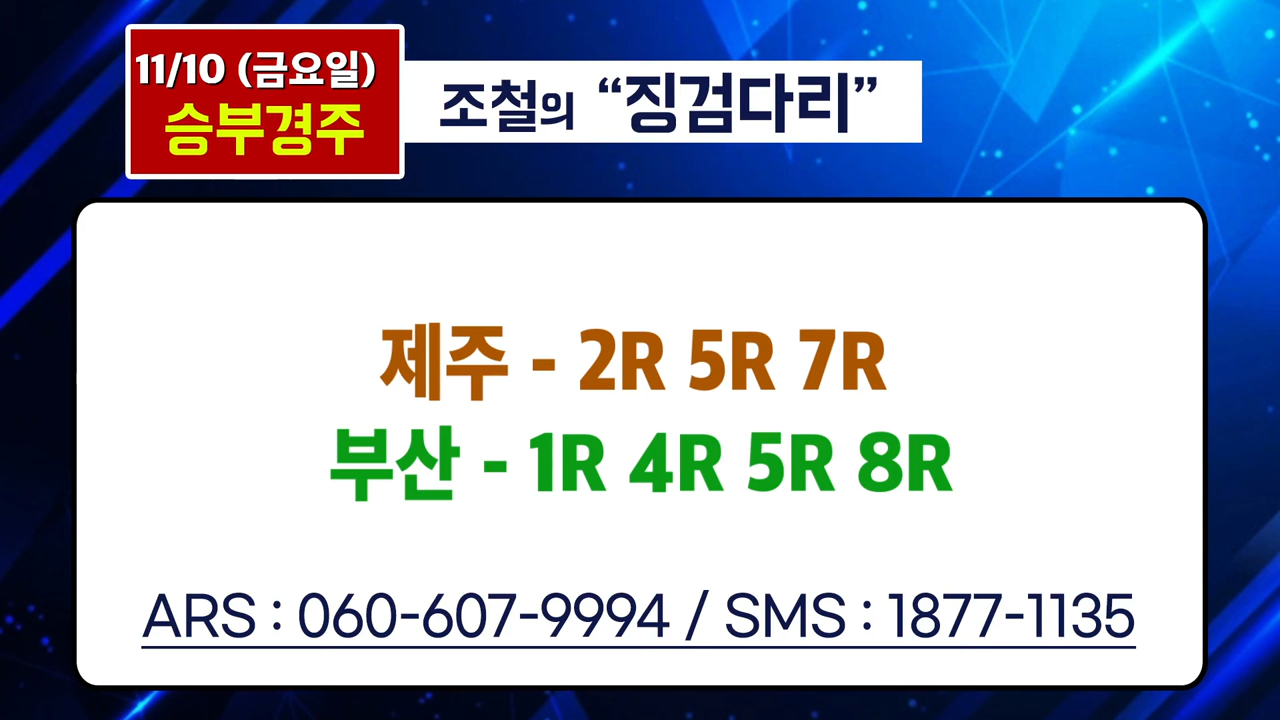 11/10 (금요일)
승부경주
조철의 “징검다리”
제주 - 2R 5R 7R
부산 - 1R 4R 5R 8R
ARS : 060-607-9994 / SMS : 1877-1135